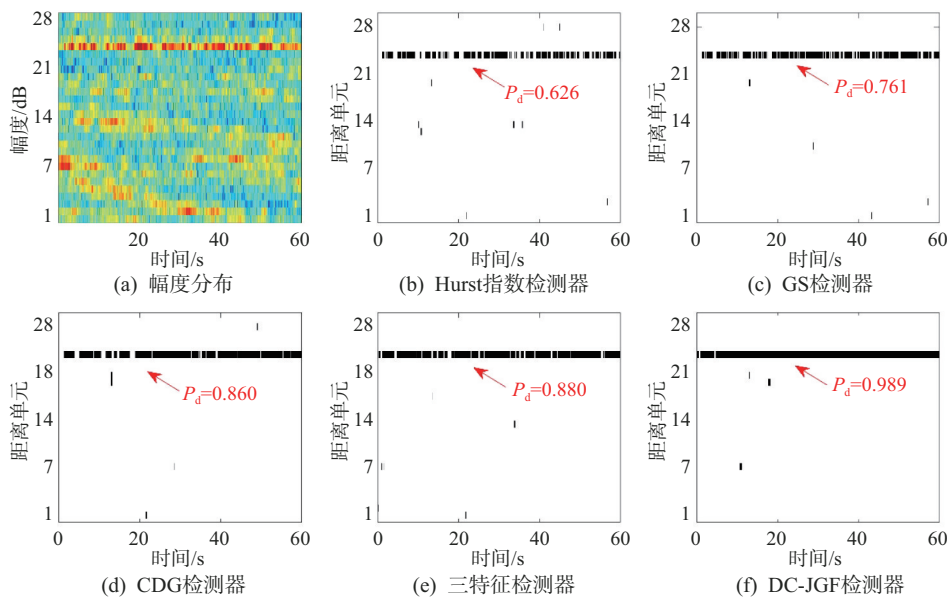 28
21
14
7
1
幅度/dB
20
40
60
时间/s
(a) 幅度分布
28
21
14
7
1
距离单元
Pd=0.626
0
20
40
60
时间/s
(b) Hurst指数检测器
28
21
14
7
1
距离单元
Pd=0.761
0
20
40
60
时间/s
(c) GS检测器
28
18
14
7
1
距离单元
Pd=0.860
0
20
40
60
时间/s
(d) CDG检测器
28
18
14
7
1
距离单元
Pd=0.880
0
20
40
60
时间/s
(e) 三特征检测器
28
21
14
7
1
距离单元
Pd=0.989
0
20
40
60
时间/s
(f) DC-JGF检测器